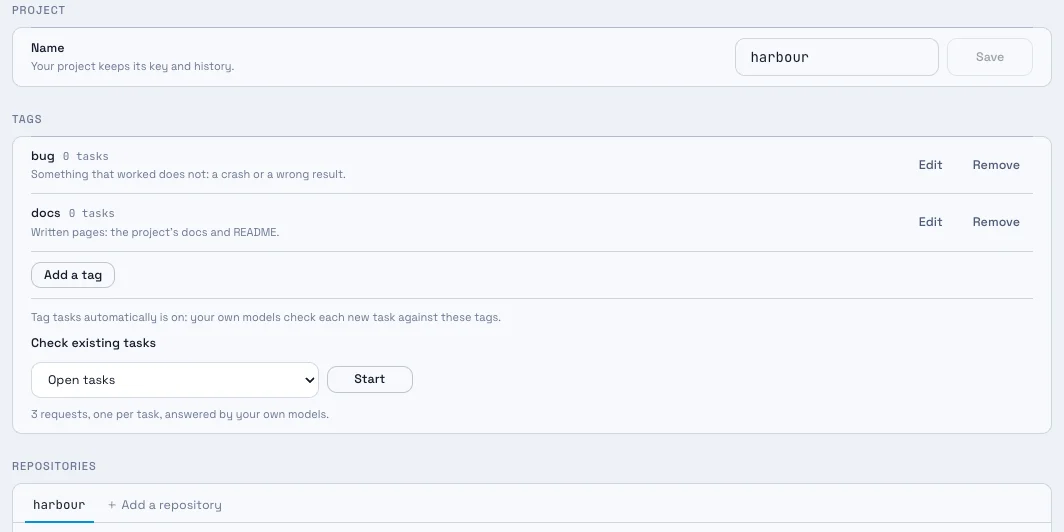 PROJECT
Name
Your project keeps its key and history.
harbour
Save
TAGS
bug 0 tasks
Something that worked does not: a crash or a wrong result.
Edit Remove
docs 0 tasks
Written pages: the project's docs and README.
Edit Remove
Add a tag
Tag tasks automatically is on: your own models check each new task against these tags.
Check existing tasks
Open tasks
Start
3 requests, one per task, answered by your own models.
REPOSITORIES
harbour + Add a repository